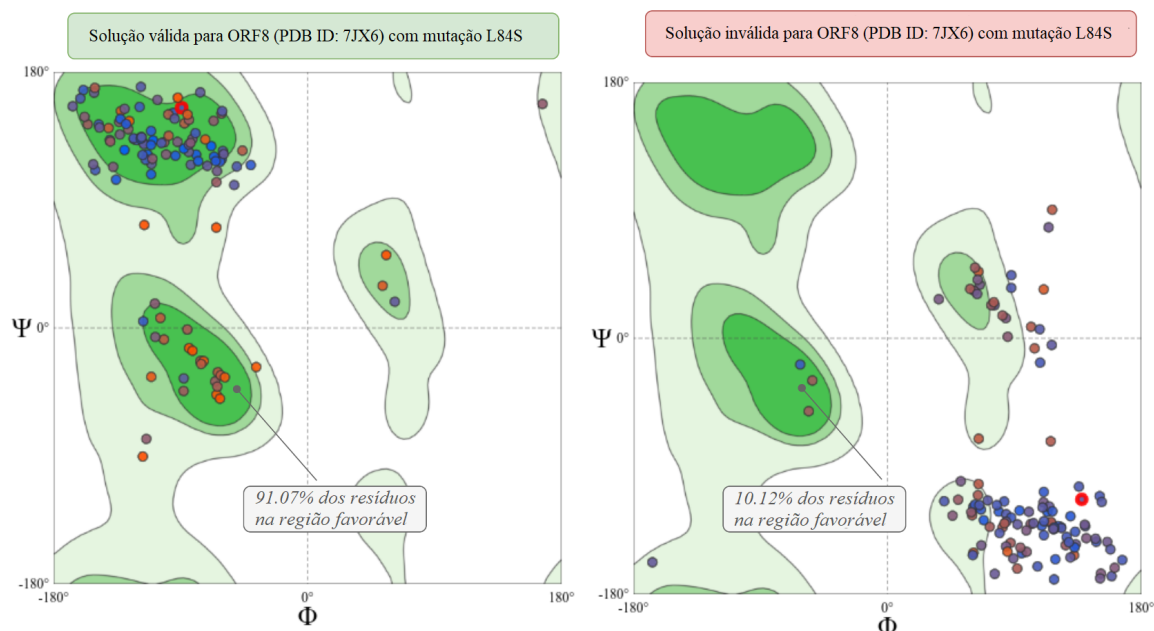 Solução válida para ORF8 (PDB ID: 7JX6) com mutação L84S
180°
Ψ 0°
-180°
-180°
0°
180°
Φ
91.07% dos resíduos
na região favorável
Solução inválida para ORF8 (PDB ID: 7JX6) com mutação L84S
180°
Ψ 0°
-180°
-180°
0°
180°
Φ
10.12% dos resíduos
na região favorável